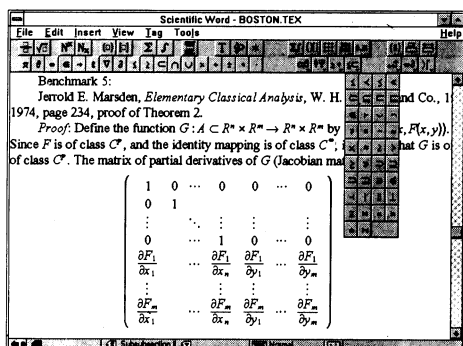 Scientific Word - BOSTON.TEX
File Edit Insert View Tag Tools Help
Benchmark 5:
Jerrold E. Marsden, Elementary Classical Analysis, W. H. nd Co., 1
1974, page 234, proof of Theorem 2.
Proof: Define the function G : A ⊂ Rⁿ × Rᵐ → Rⁿ × Rᵐ by x, F(x, y)).
Since F is of class Cᵖ, and the identity mapping is of class C^∞, hat G is o
of class Cᵖ. The matrix of partial derivatives of G (Jacobian mat
1 0 ⋯ 0 0 ⋯ 0
0 1
⋮ ⋱ ⋮ ⋮ ⋮
0 ⋯ 1 0 ⋯ 0
∂F₁/∂x₁ ⋯ ∂F₁/∂xₙ ∂F₁/∂y₁ ⋯ ∂F₁/∂yₘ
⋮ ⋮ ⋮ ⋮
∂Fₘ/∂x₁ ⋯ ∂Fₘ/∂xₙ ∂Fₘ/∂y₁ ⋯ ∂Fₘ/∂yₘ
Subsubsection Normal